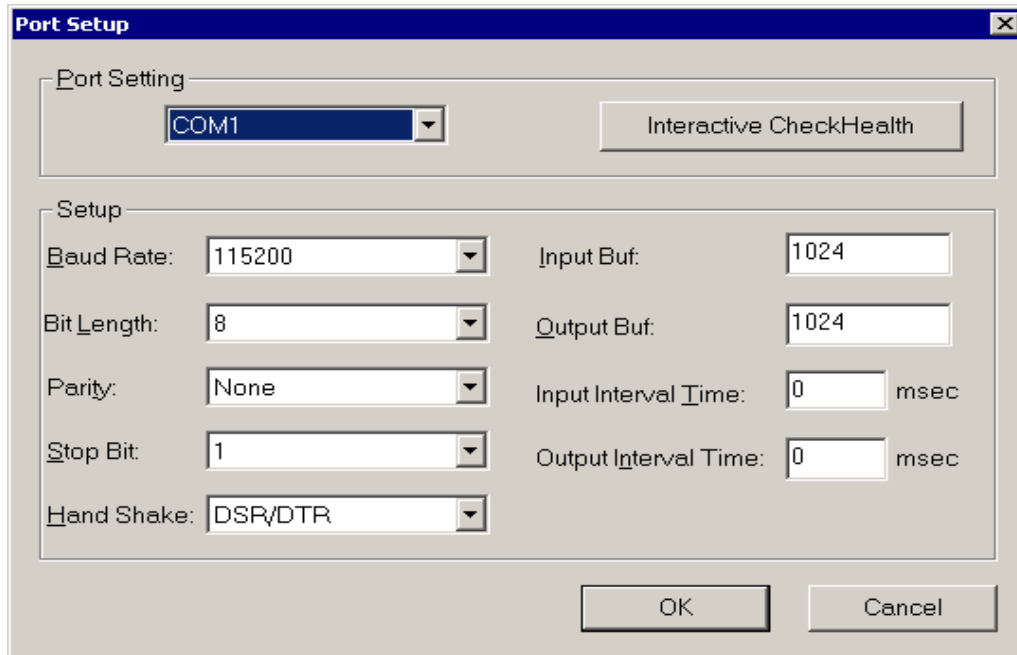 Port Setup
Port Setting
COM1
Interactive CheckHealth
Setup
Baud Rate: 115200
Input Buf: 1024
Bit Length: 8
Output Buf: 1024
Parity: None
Input Interval Time: 0 msec
Stop Bit: 1
Output Interval Time: 0 msec
Hand Shake: DSR/DTR
OK
Cancel